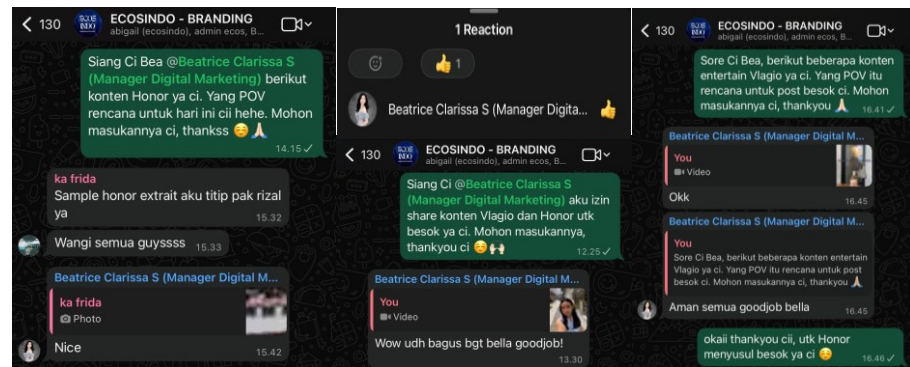 130
ECOSINDO - BRANDING
abigail (ecosindo), admin ecos, B...
Siang Ci Bea @Beatrice Clarissa S
(Manager Digital Marketing) berikut
konten Honor ya ci. Yang POV
rencana untuk hari ini cii hehe. Mohon
masukannya ci, thankss 😊🙏
14.15 ✓
ka frida
Sample honor extrait aku titip pak rizal
ya
15.32
Wangi semua guyssss 15.33
Beatrice Clarissa S (Manager Digital M...
ka frida
Photo
Nice
15.42
1 Reaction
👍 1
Beatrice Clarissa S (Manager Digita... 👍
130
ECOSINDO - BRANDING
abigail (ecosindo), admin ecos, B...
Siang Ci @Beatrice Clarissa S
(Manager Digital Marketing) aku izin
share konten Vlagio dan Honor utk
besok ya ci. Mohon masukannya,
thankyou ci 😊🙌
12.25 ✓
Beatrice Clarissa S (Manager Digital M...
You
Video
Wow udh bagus bgt bella goodjob!
13.30
130
ECOSINDO - BRANDING
abigail (ecosindo), admin ecos, B...
Sore Ci Bea, berikut beberapa konten
entertain Vlagio ya ci. Yang POV itu
rencana untuk post besok ci. Mohon
masukannya ci, thankyou 🙏
16.41 ✓
Beatrice Clarissa S (Manager Digital M...
You
Video
Okk
16.45
Beatrice Clarissa S (Manager Digital M...
You
Sore Ci Bea, berikut beberapa konten entertain
Vlagio ya ci. Yang POV itu rencana untuk post
besok ci. Mohon masukannya ci, thankyou 🙏
Aman semua goodjob bella
16.45
okaii thankyou cii, utk Honor
menyusul besok ya ci 😊
16.46 ✓